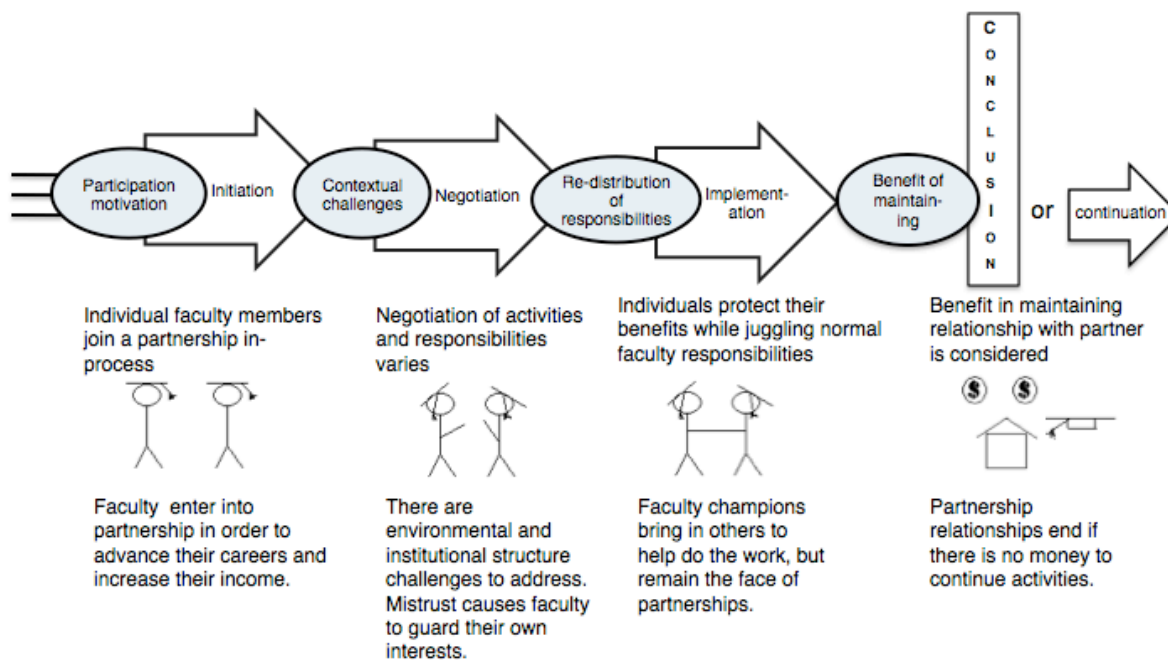 Participation
motivation
Initiation
Contextual
challenges
Negotiation
Re-distribution
of
responsibilities
Implement-
ation
Benefit of
maintain-
ing
CONCLUSION
or
continuation
Individual faculty members
join a partnership in-
process
Negotiation of activities
and responsibilities
varies
Individuals protect their
benefits while juggling normal
faculty responsibilities
Benefit in maintaining
relationship with partner
is considered
$ $
Faculty enter into
partnership in order to
advance their careers and
increase their income.
There are
environmental and
institutional structure
challenges to address.
Mistrust causes faculty
to guard their own
interests.
Faculty champions
bring in others to
help do the work, but
remain the face of
partnerships.
Partnership
relationships end if
there is no money to
continue activities.